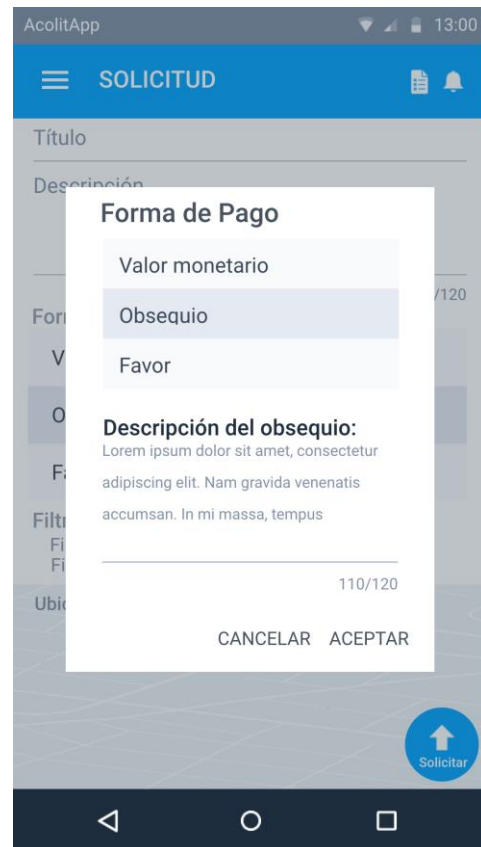 AcolitApp 13:00
SOLICITUD
Título
Descripción
Forma de Pago
Valor monetario
/120
Obsequio
Favor
Descripción del obsequio:
Lorem ipsum dolor sit amet, consectetur
adipiscing elit. Nam gravida venenatis
accumsan. In mi massa, tempus
110/120
CANCELAR ACEPTAR
Solicitar